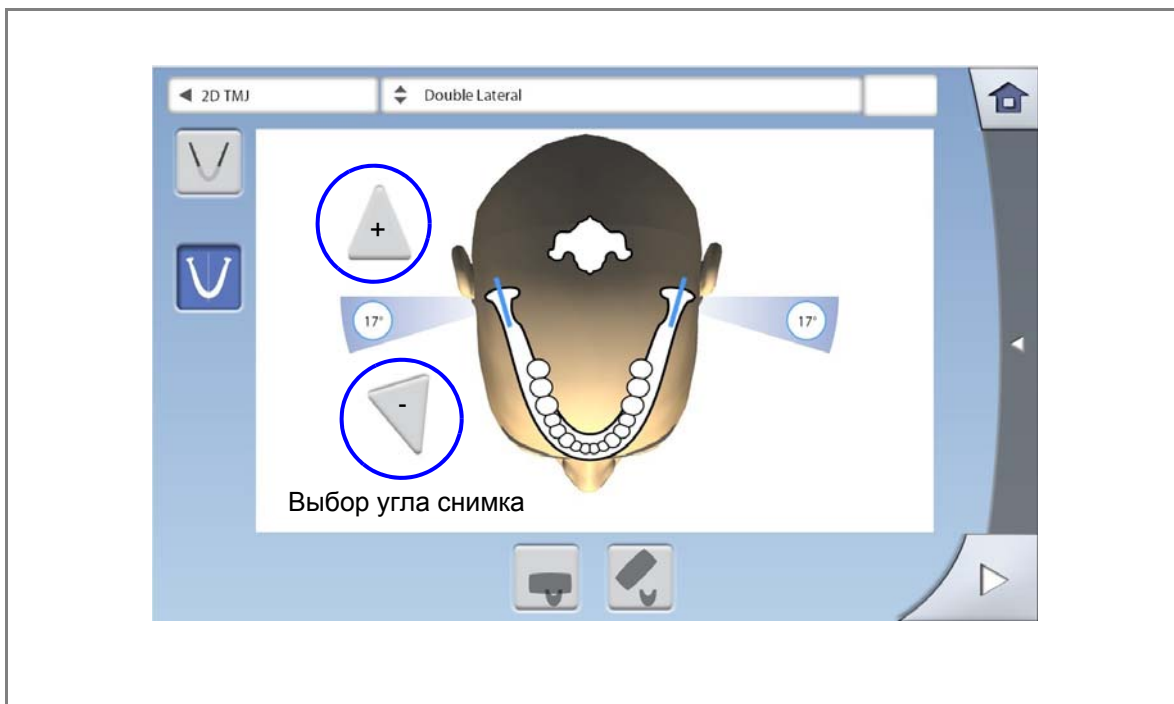 2D TMJ
Double Lateral
+
17°
17°
-
Выбор угла снимка